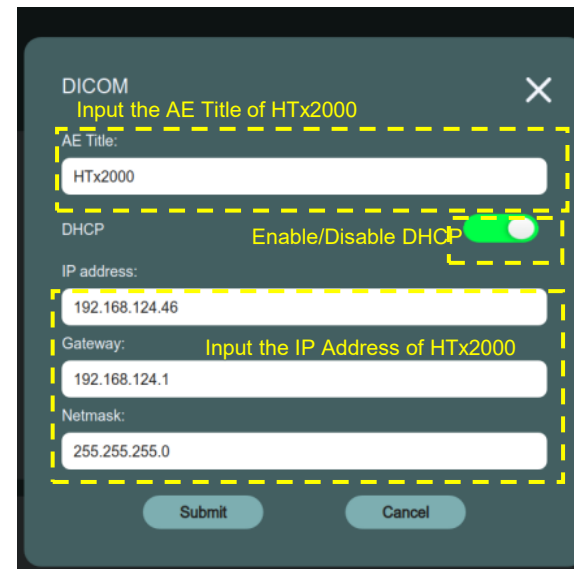 DICOM
Input the AE Title of HTx2000
AE Title:
HTx2000
DHCP
Enable/Disable DHCP
IP address:
192.168.124.46
Gateway:
Input the IP Address of HTx2000
192.168.124.1
Netmask:
255.255.255.0
Submit
Cancel